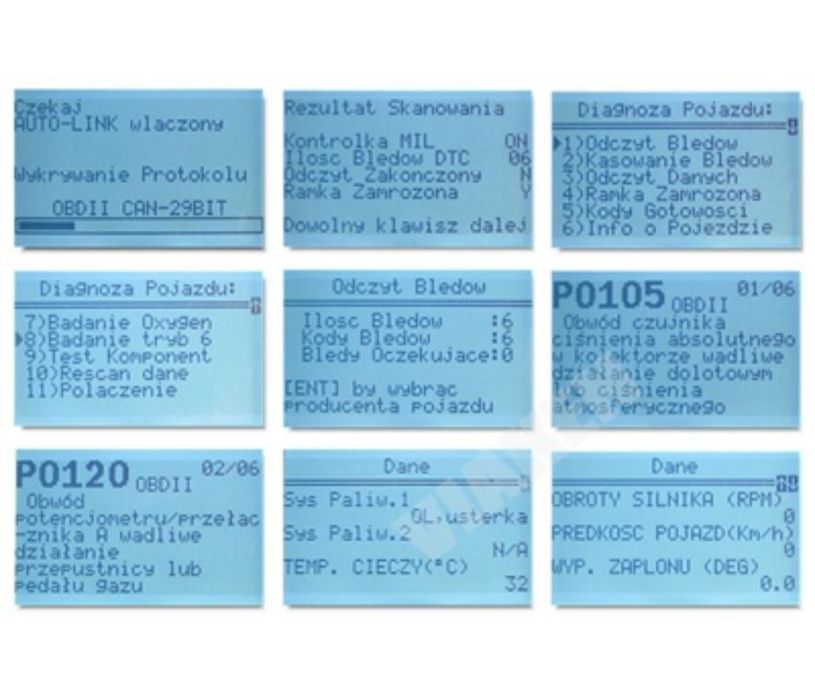 Czekaj
AUTO-LINK wlaczony
Wykrywanie Protokolu
OBDII CAN-29BIT
Rezultat Skanowania
Kontrolka MIL ON
Ilosc Bledow DTC 06
Odczyt Zakonczony N
Ramka Zamrozona Y
Dowolny klawisz dalej
Diagnoza Pojazdu:
1)Odczyt Bledow
2)Kasowanie Bledow
3)Odczyt Danych
4)Ramka Zamrozona
5)Kody Gotowosci
6)Info o Pojezdzie
Diagnoza Pojazdu:
7)Badanie Oxygen
8)Badanie tryb 6
9)Test Komponent
10)Rescan dane
11)Polaczenie
Odczyt Bledow
Ilosc Bledow :6
Kody Bledow :6
Bledy Oczekujace:0
[ENT] by wybrac
producenta pojazdu
P0105 OBDII 01/06
Obwód czujnika
ciśnienia absolutnego
w kolektorze wadliwe
działanie dolotowym
lub ciśnienia
atmosferycznego
P0120 OBDII 02/06
Obwód
potencjometru/przełac
-znika A wadliwe
działanie
przepustnicy lub
pedału gazu
Dane
Sys Paliw.1
OL,usterka
Sys Paliw.2
N/A
TEMP. CIECZY(°C)
32
Dane
OBROTY SILNIKA (RPM)
0
PREDKOSC POJAZD(Km/h)
0
WYP. ZAPLONU (DEG)
0.0